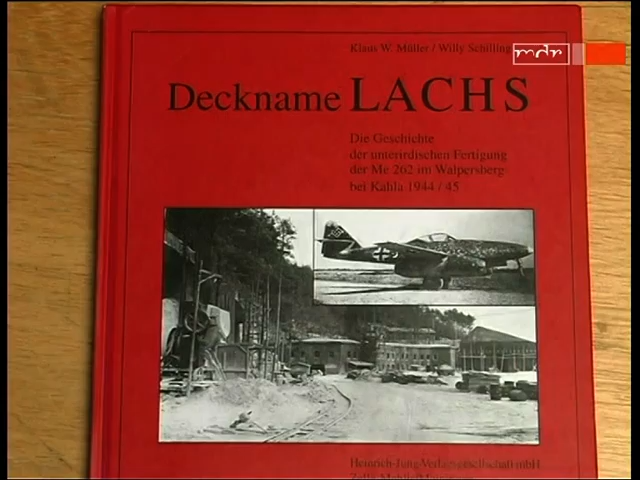 Klaus W. Müller / Willy Schilling
mdr
Deckname LACHS
Die Geschichte
der unterirdischen Fertigung
der Me 262 im Walpersberg
bei Kahla 1944 / 45
Heinrich-Jung-Verlagsgesellschaft mbH